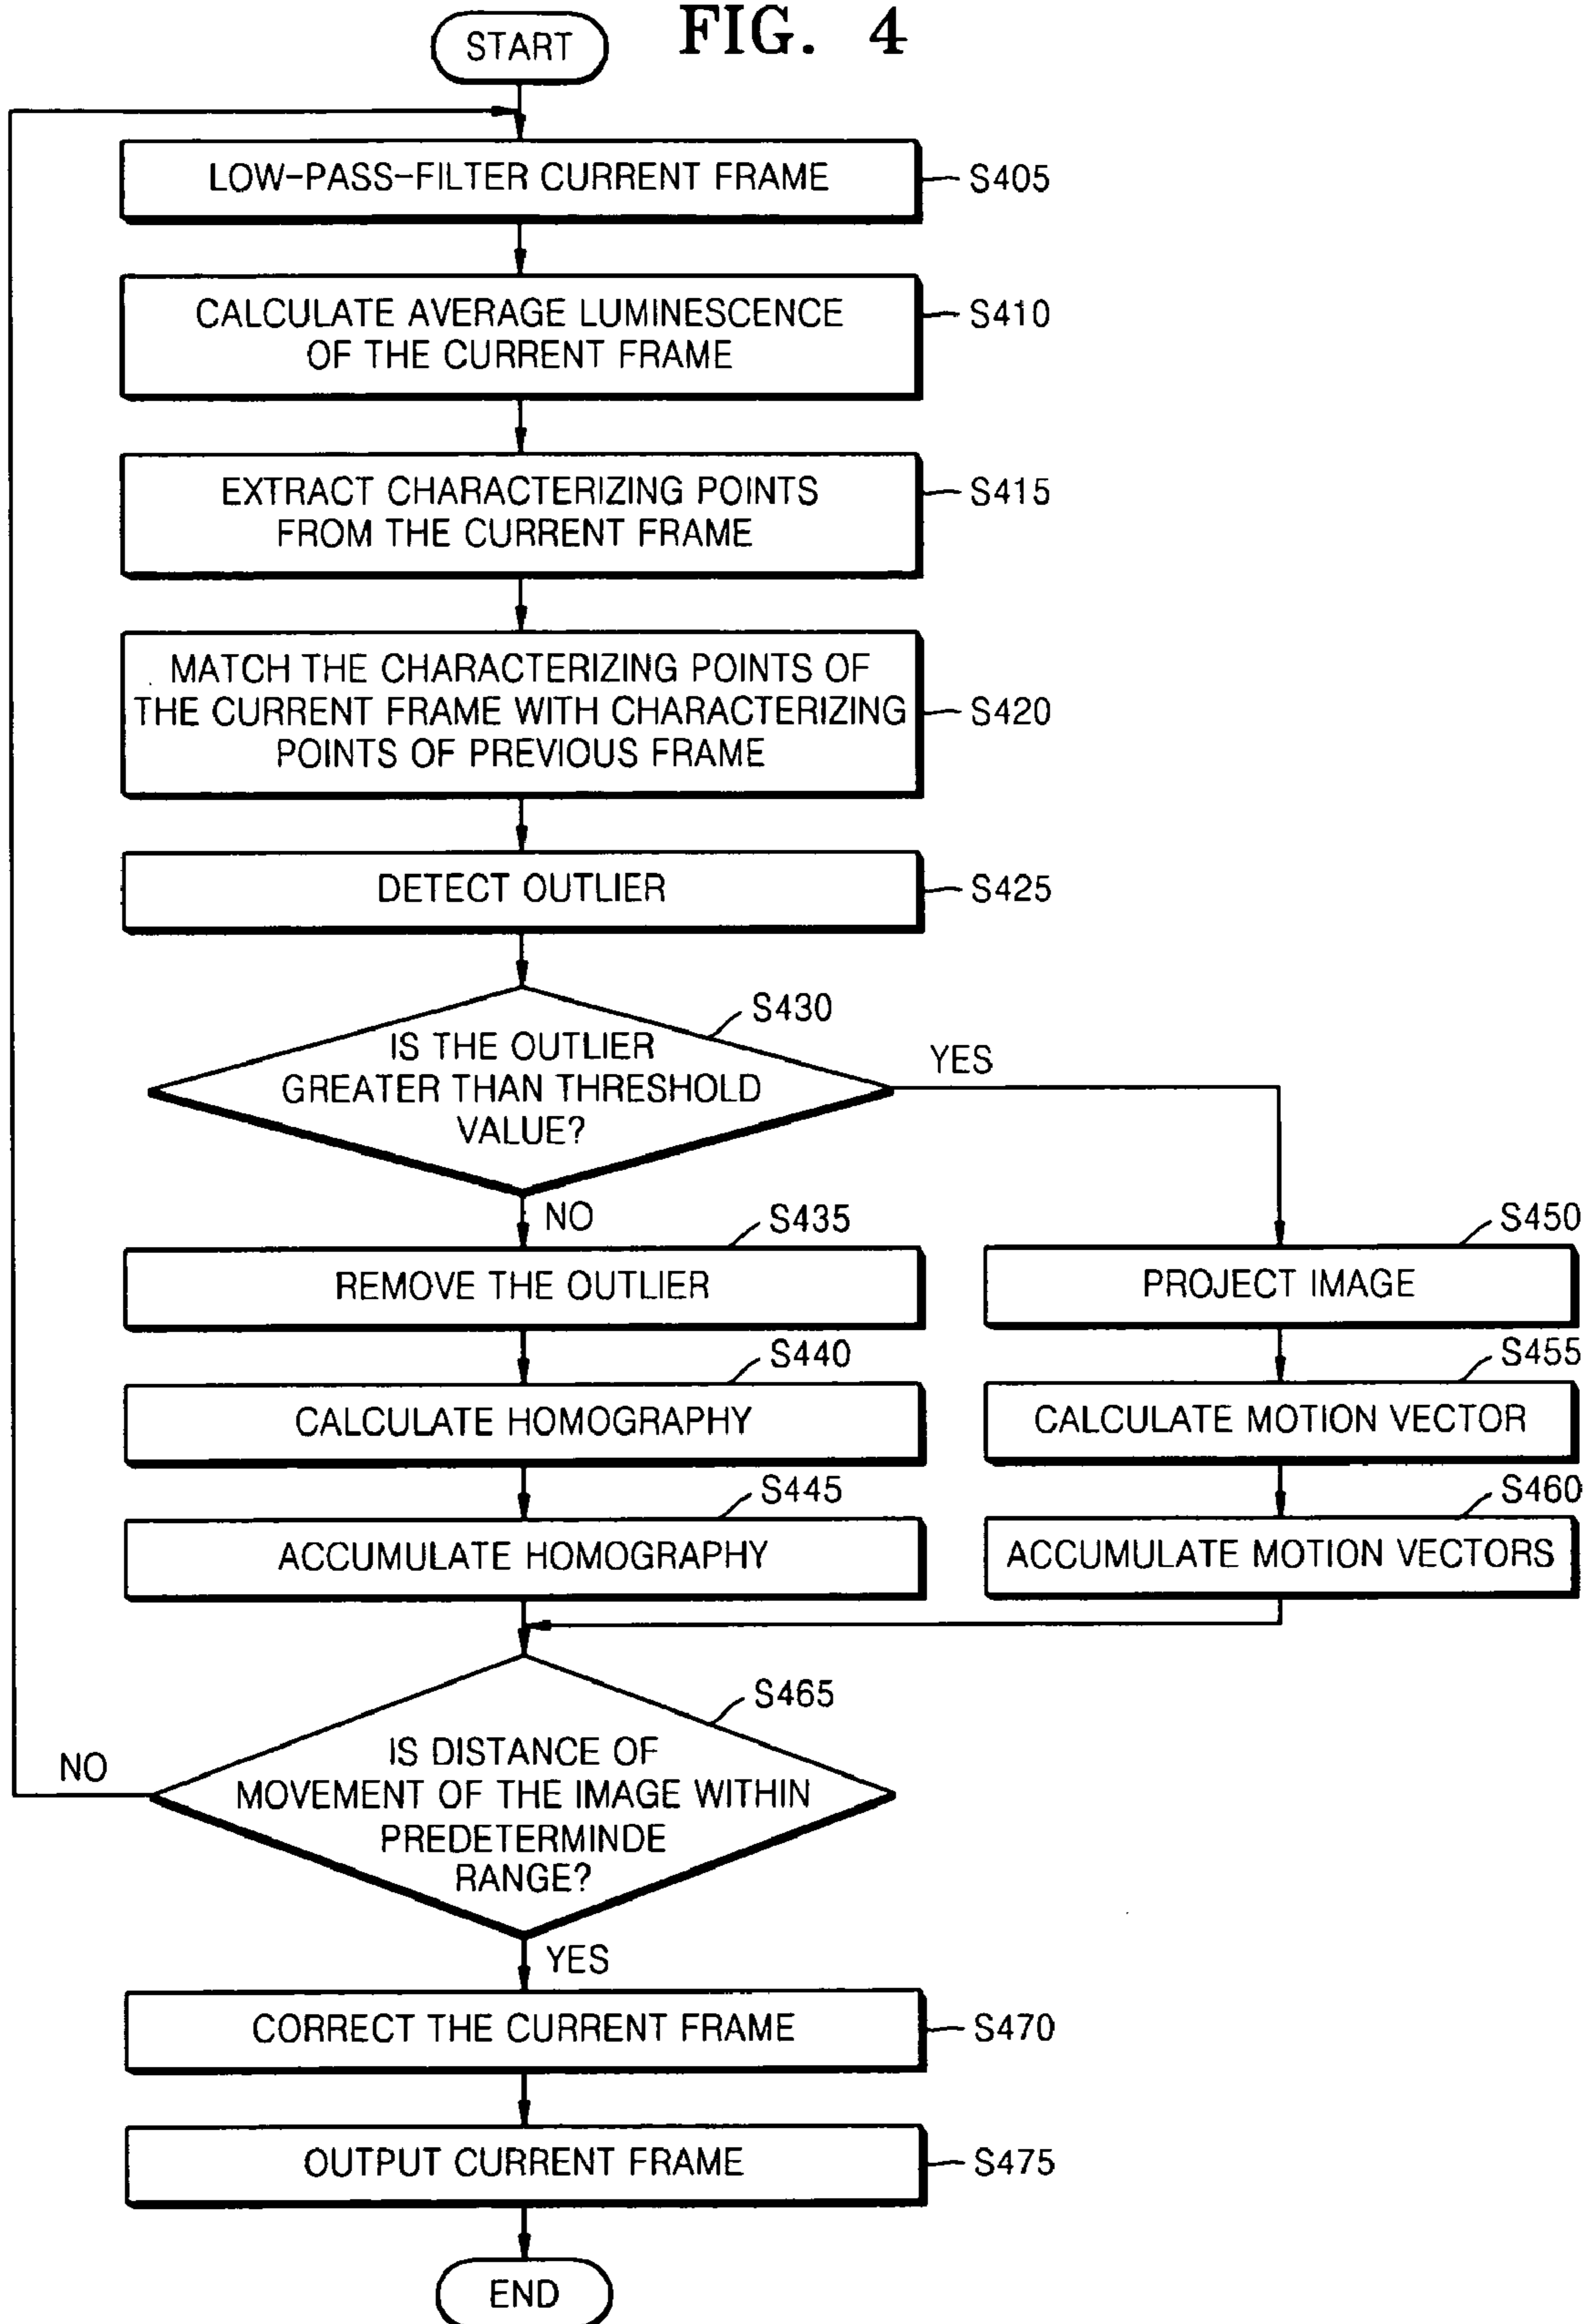 FIG. 4
START
LOW-PASS-FILTER CURRENT FRAME
S405
CALCULATE AVERAGE LUMINESCENCE
OF THE CURRENT FRAME
S410
EXTRACT CHARACTERIZING POINTS
FROM THE CURRENT FRAME
S415
MATCH THE CHARACTERIZING POINTS OF
THE CURRENT FRAME WITH CHARACTERIZING
POINTS OF PREVIOUS FRAME
S420
DETECT OUTLIER
S425
S430
IS THE OUTLIER
GREATER THAN THRESHOLD
VALUE?
YES
NO
S435
REMOVE THE OUTLIER
S440
CALCULATE HOMOGRAPHY
S445
ACCUMULATE HOMOGRAPHY
S450
PROJECT IMAGE
S455
CALCULATE MOTION VECTOR
S460
ACCUMULATE MOTION VECTORS
S465
IS DISTANCE OF
MOVEMENT OF THE IMAGE WITHIN
PREDETERMINDE
RANGE?
NO
YES
CORRECT THE CURRENT FRAME
S470
OUTPUT CURRENT FRAME
S475
END